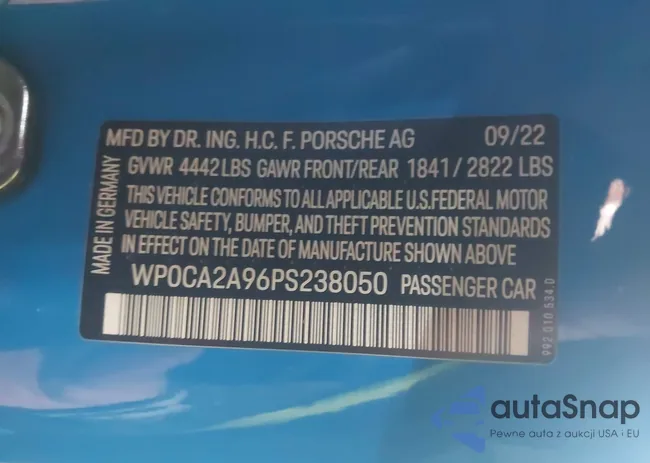 MFD BY DR. ING. H.C. F. PORSCHE AG 09/22
GVWR 4442 LBS GAWR FRONT/REAR 1841 / 2822 LBS
THIS VEHICLE CONFORMS TO ALL APPLICABLE U.S. FEDERAL MOTOR
VEHICLE SAFETY, BUMPER, AND THEFT PREVENTION STANDARDS
IN EFFECT ON THE DATE OF MANUFACTURE SHOWN ABOVE
WP0CA2A96PS238050 PASSENGER CAR
MADE IN GERMANY
992.010.534.D
autaSnap
Pewne auta z aukcji USA i EU